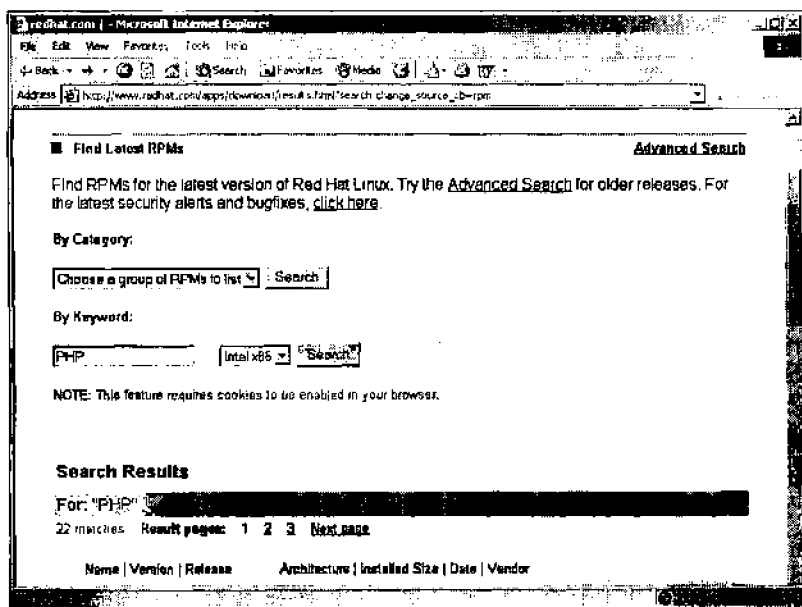 redhat.com | - Microsoft Internet Explorer
File Edit View Favorites Tools Help
Back Search Favorites Media
Address http://www.redhat.com/apps/download/results.html?search_change_source_cb=rpm
Find Latest RPMs Advanced Search
Find RPMs for the latest version of Red Hat Linux. Try the Advanced Search for older releases. For
the latest security alerts and bugfixes, click here.
By Category:
Choose a group of RPMs to list Search
By Keyword:
PHP Intel x86 Search
NOTE: This feature requires cookies to be enabled in your browser.
Search Results
For: "PHP"
22 matches Result pages: 1 2 3 Next page
Name | Version | Release Architecture | Installed Size | Date | Vendor